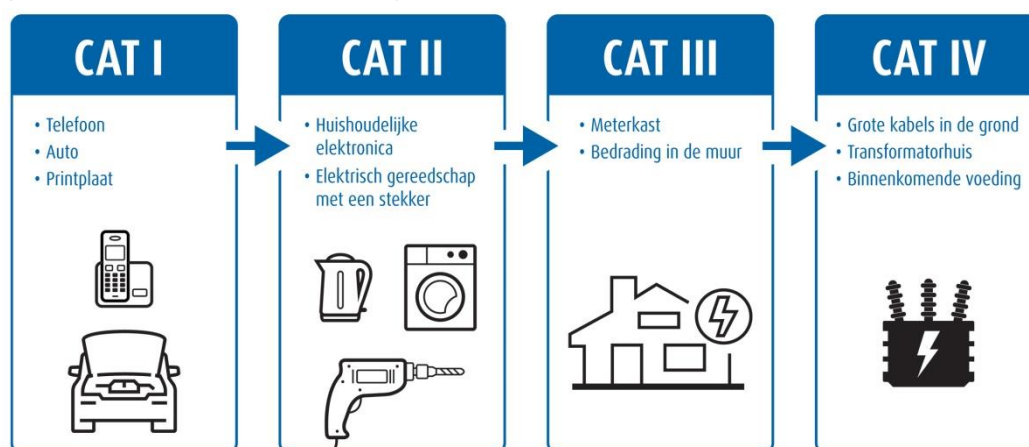 CAT I
• Telefoon
• Auto
• Printplaat
CAT II
• Huishoudelijke
elektronica
• Elektrisch gereedschap
met een stekker
CAT III
• Meterkast
• Bedrading in de muur
CAT IV
• Grote kabels in de grond
• Transformatorhuis
• Binnenkomende voeding